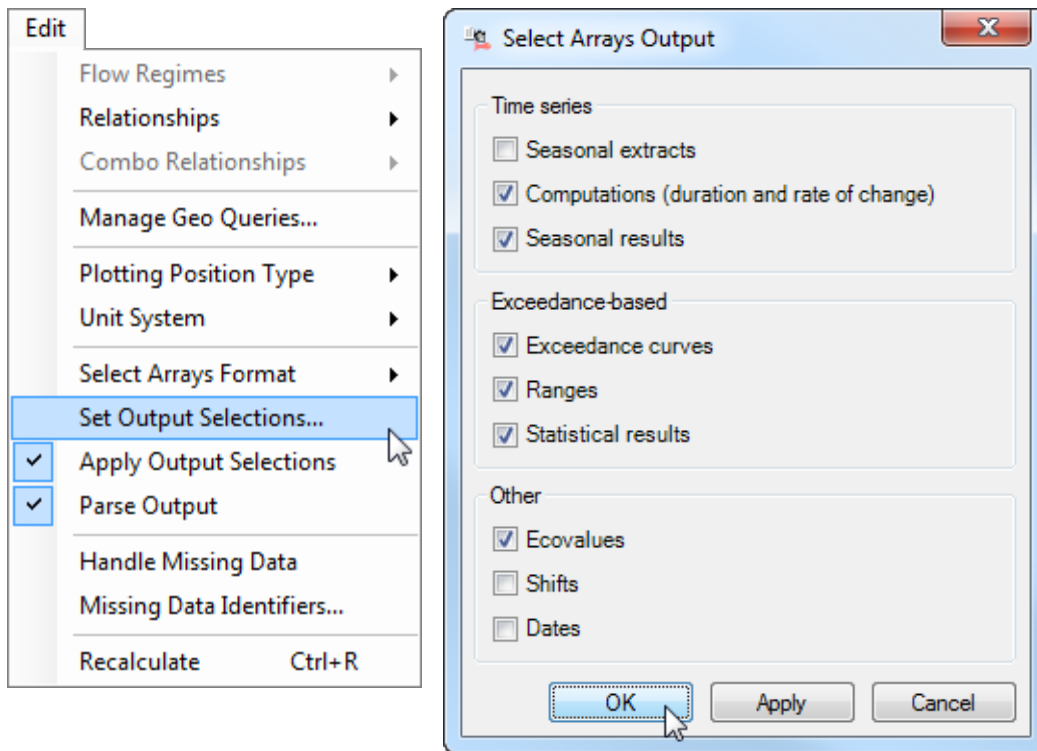 Edit
Flow Regimes
Relationships
Combo Relationships
Manage Geo Queries...
Plotting Position Type
Unit System
Select Arrays Format
Set Output Selections...
Apply Output Selections
Parse Output
Handle Missing Data
Missing Data Identifiers...
Recalculate Ctrl+R
Select Arrays Output
Time series
Seasonal extracts
Computations (duration and rate of change)
Seasonal results
Exceedance-based
Exceedance curves
Ranges
Statistical results
Other
Ecovalues
Shifts
Dates
OK Apply Cancel